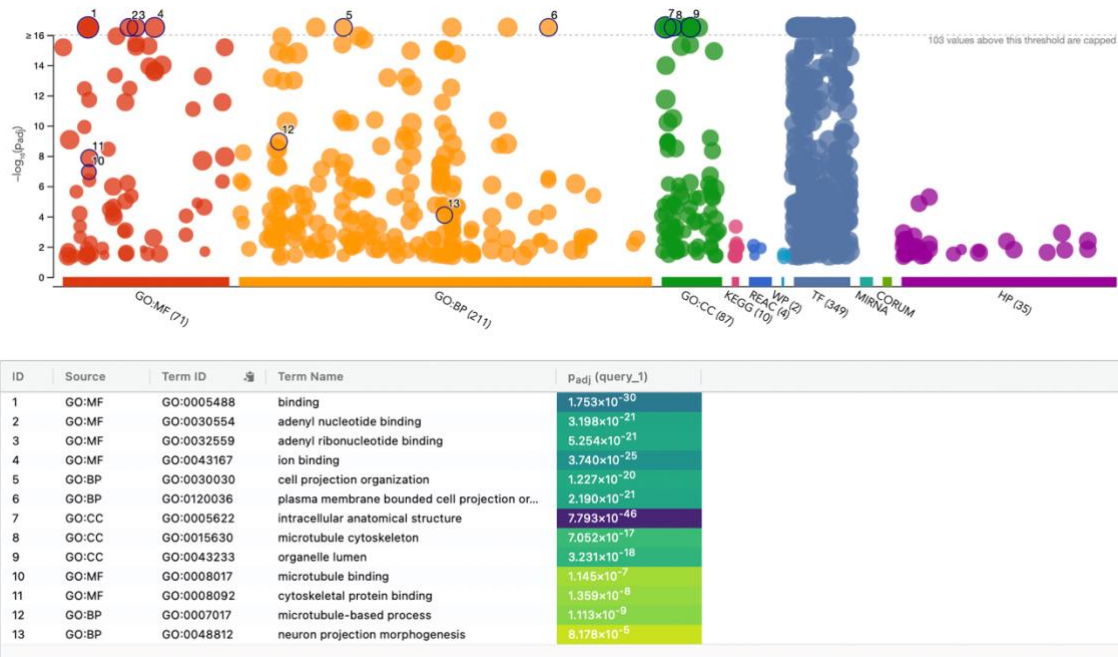 1 23 4 5 6 7 8 9
≥16
103 values above this threshold are capped
14
12
10
8
6
4
2
0
-log₁₀(padj)
11
10
12
13
GO:MF (71)
GO:BP (211)
GO:CC (87)
KEGG (10)
REAC (4)
WP (2)
TF (349)
MIRNA
CORUM
HP (35)
ID Source Term ID Term Name padj (query_1)
1 GO:MF GO:0005488 binding 1.753×10⁻³⁰
2 GO:MF GO:0030554 adenyl nucleotide binding 3.198×10⁻²¹
3 GO:MF GO:0032559 adenyl ribonucleotide binding 5.254×10⁻²¹
4 GO:MF GO:0043167 ion binding 3.740×10⁻²⁵
5 GO:BP GO:0030030 cell projection organization 1.227×10⁻²⁰
6 GO:BP GO:0120036 plasma membrane bounded cell projection or... 2.190×10⁻²¹
7 GO:CC GO:0005622 intracellular anatomical structure 7.793×10⁻⁴⁶
8 GO:CC GO:0015630 microtubule cytoskeleton 7.052×10⁻¹⁷
9 GO:CC GO:0043233 organelle lumen 3.231×10⁻¹⁸
10 GO:MF GO:0008017 microtubule binding 1.145×10⁻⁷
11 GO:MF GO:0008092 cytoskeletal protein binding 1.359×10⁻⁸
12 GO:BP GO:0007017 microtubule-based process 1.113×10⁻⁹
13 GO:BP GO:0048812 neuron projection morphogenesis 8.178×10⁻⁵